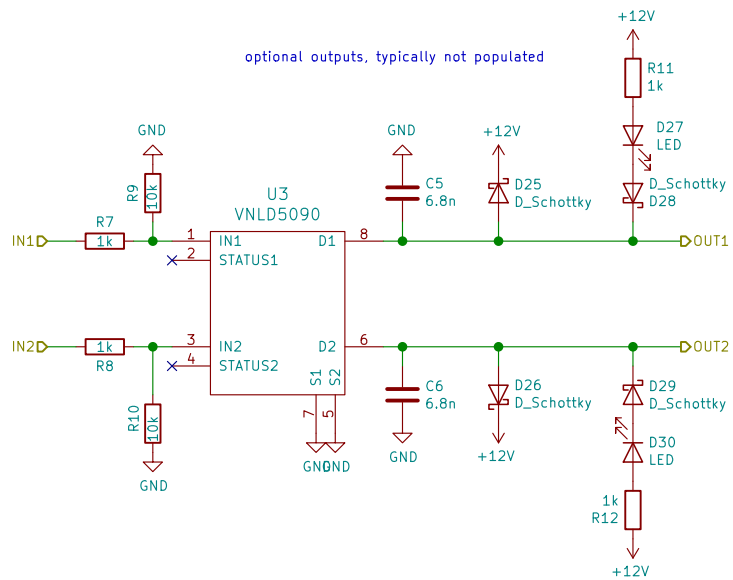 +12V
optional outputs, typically not populated
R11
1k
GND
GND
+12V
D27
LED
R9
10k
C5
6.8n
D25
D_Schottky
D_Schottky
D28
U3
VNLD5090
R7
IN1
1k
1
IN1
D1
8
OUT1
2
STATUS1
IN2
1k
3
IN2
D2
6
OUT2
R8
4
STATUS2
S1
S2
7
5
R10
10k
C6
6.8n
D26
D_Schottky
D29
D_Schottky
D30
LED
GND
GND
GND
GND
+12V
1k
R12
+12V